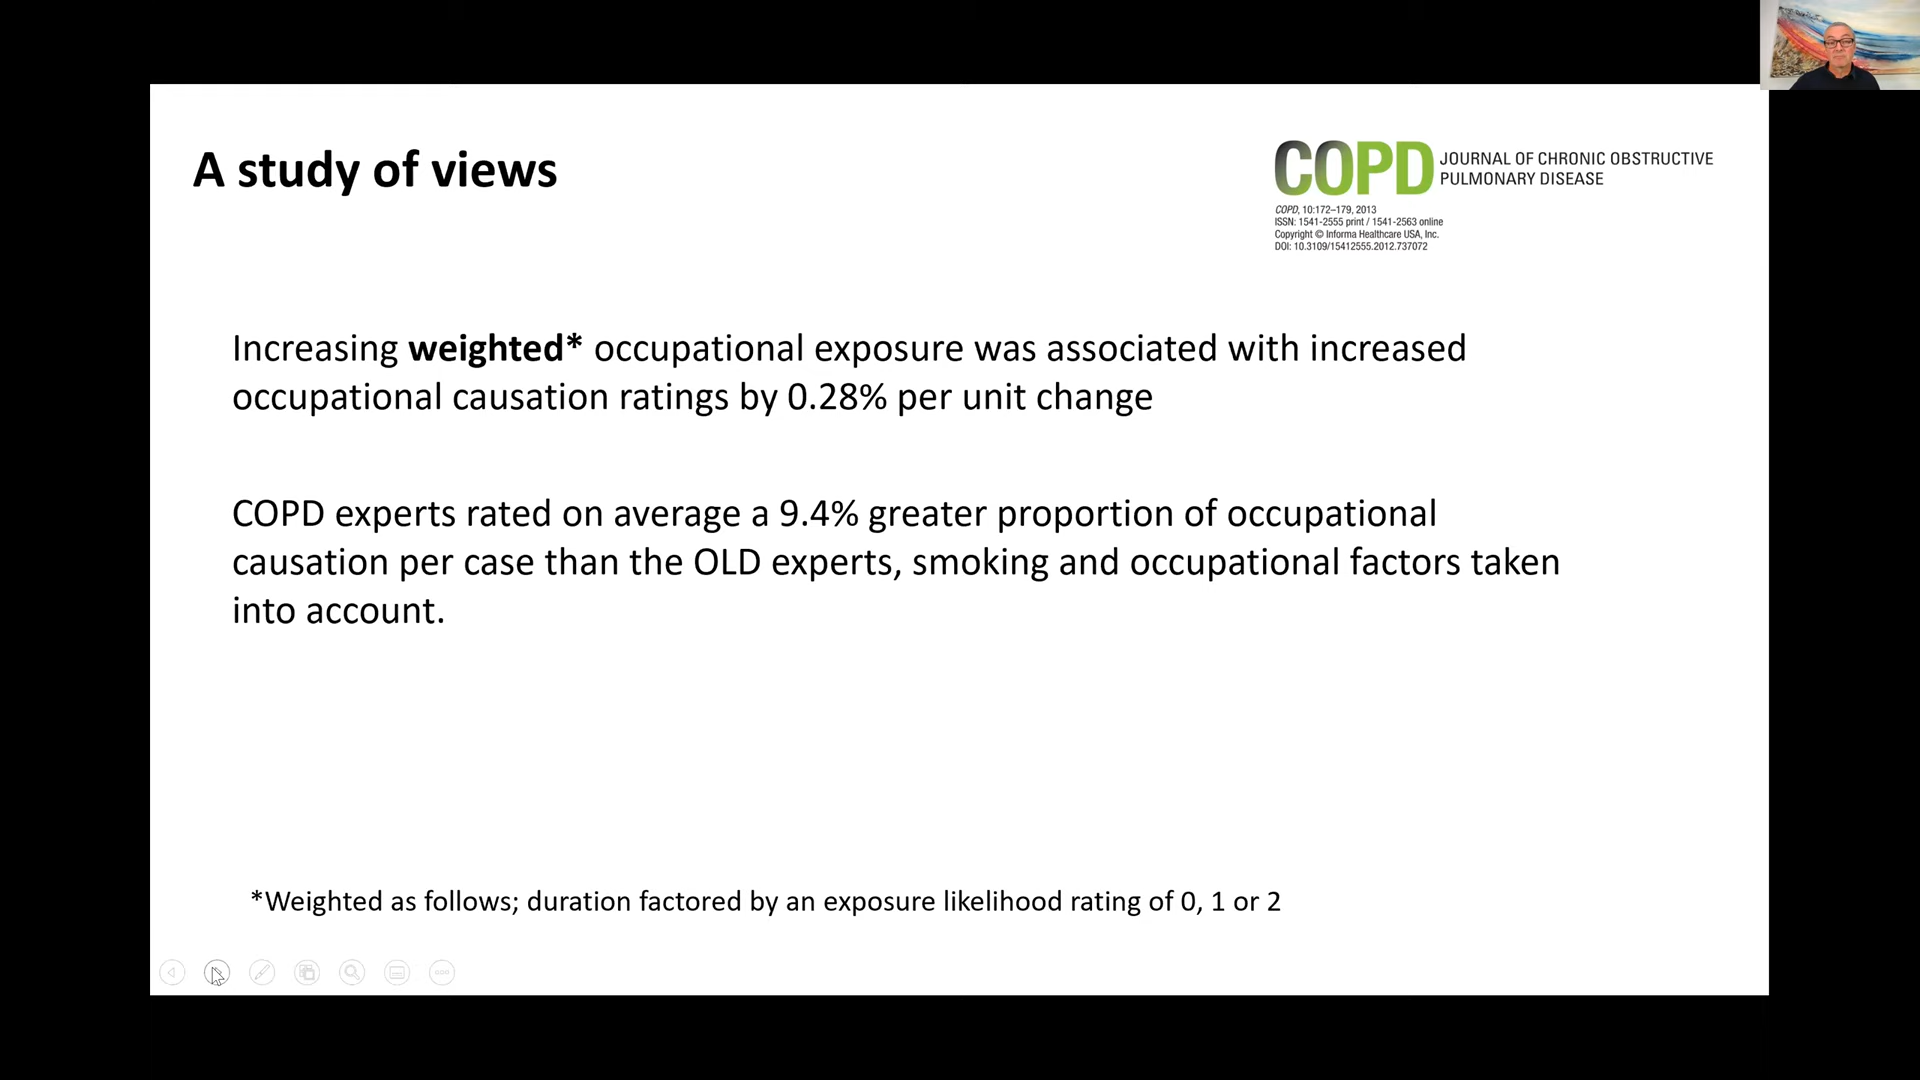 A study of views
COPD JOURNAL OF CHRONIC OBSTRUCTIVE
PULMONARY DISEASE
COPD, 10:172–179, 2013
ISSN: 1541-2555 print / 1541-2563 online
Copyright © Informa Healthcare USA, Inc.
DOI: 10.3109/15412555.2012.737072
Increasing weighted* occupational exposure was associated with increased
occupational causation ratings by 0.28% per unit change
COPD experts rated on average a 9.4% greater proportion of occupational
causation per case than the OLD experts, smoking and occupational factors taken
into account.
*Weighted as follows; duration factored by an exposure likelihood rating of 0, 1 or 2